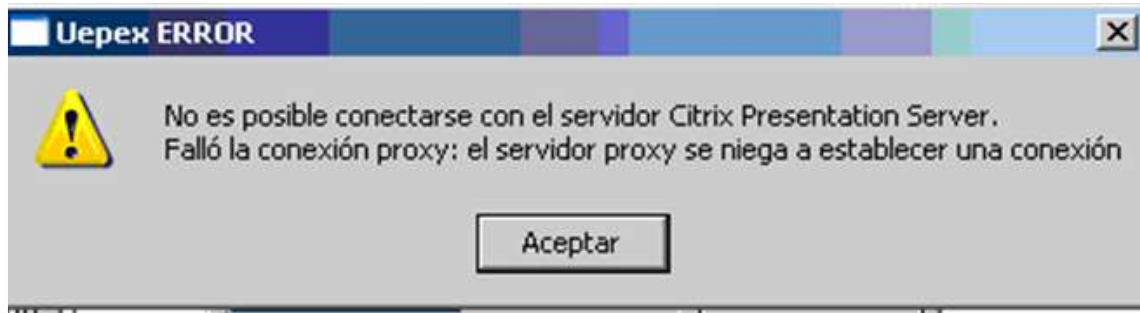 Uepex ERROR
No es posible conectarse con el servidor Citrix Presentation Server.
Falló la conexión proxy: el servidor proxy se niega a establecer una conexión
Aceptar